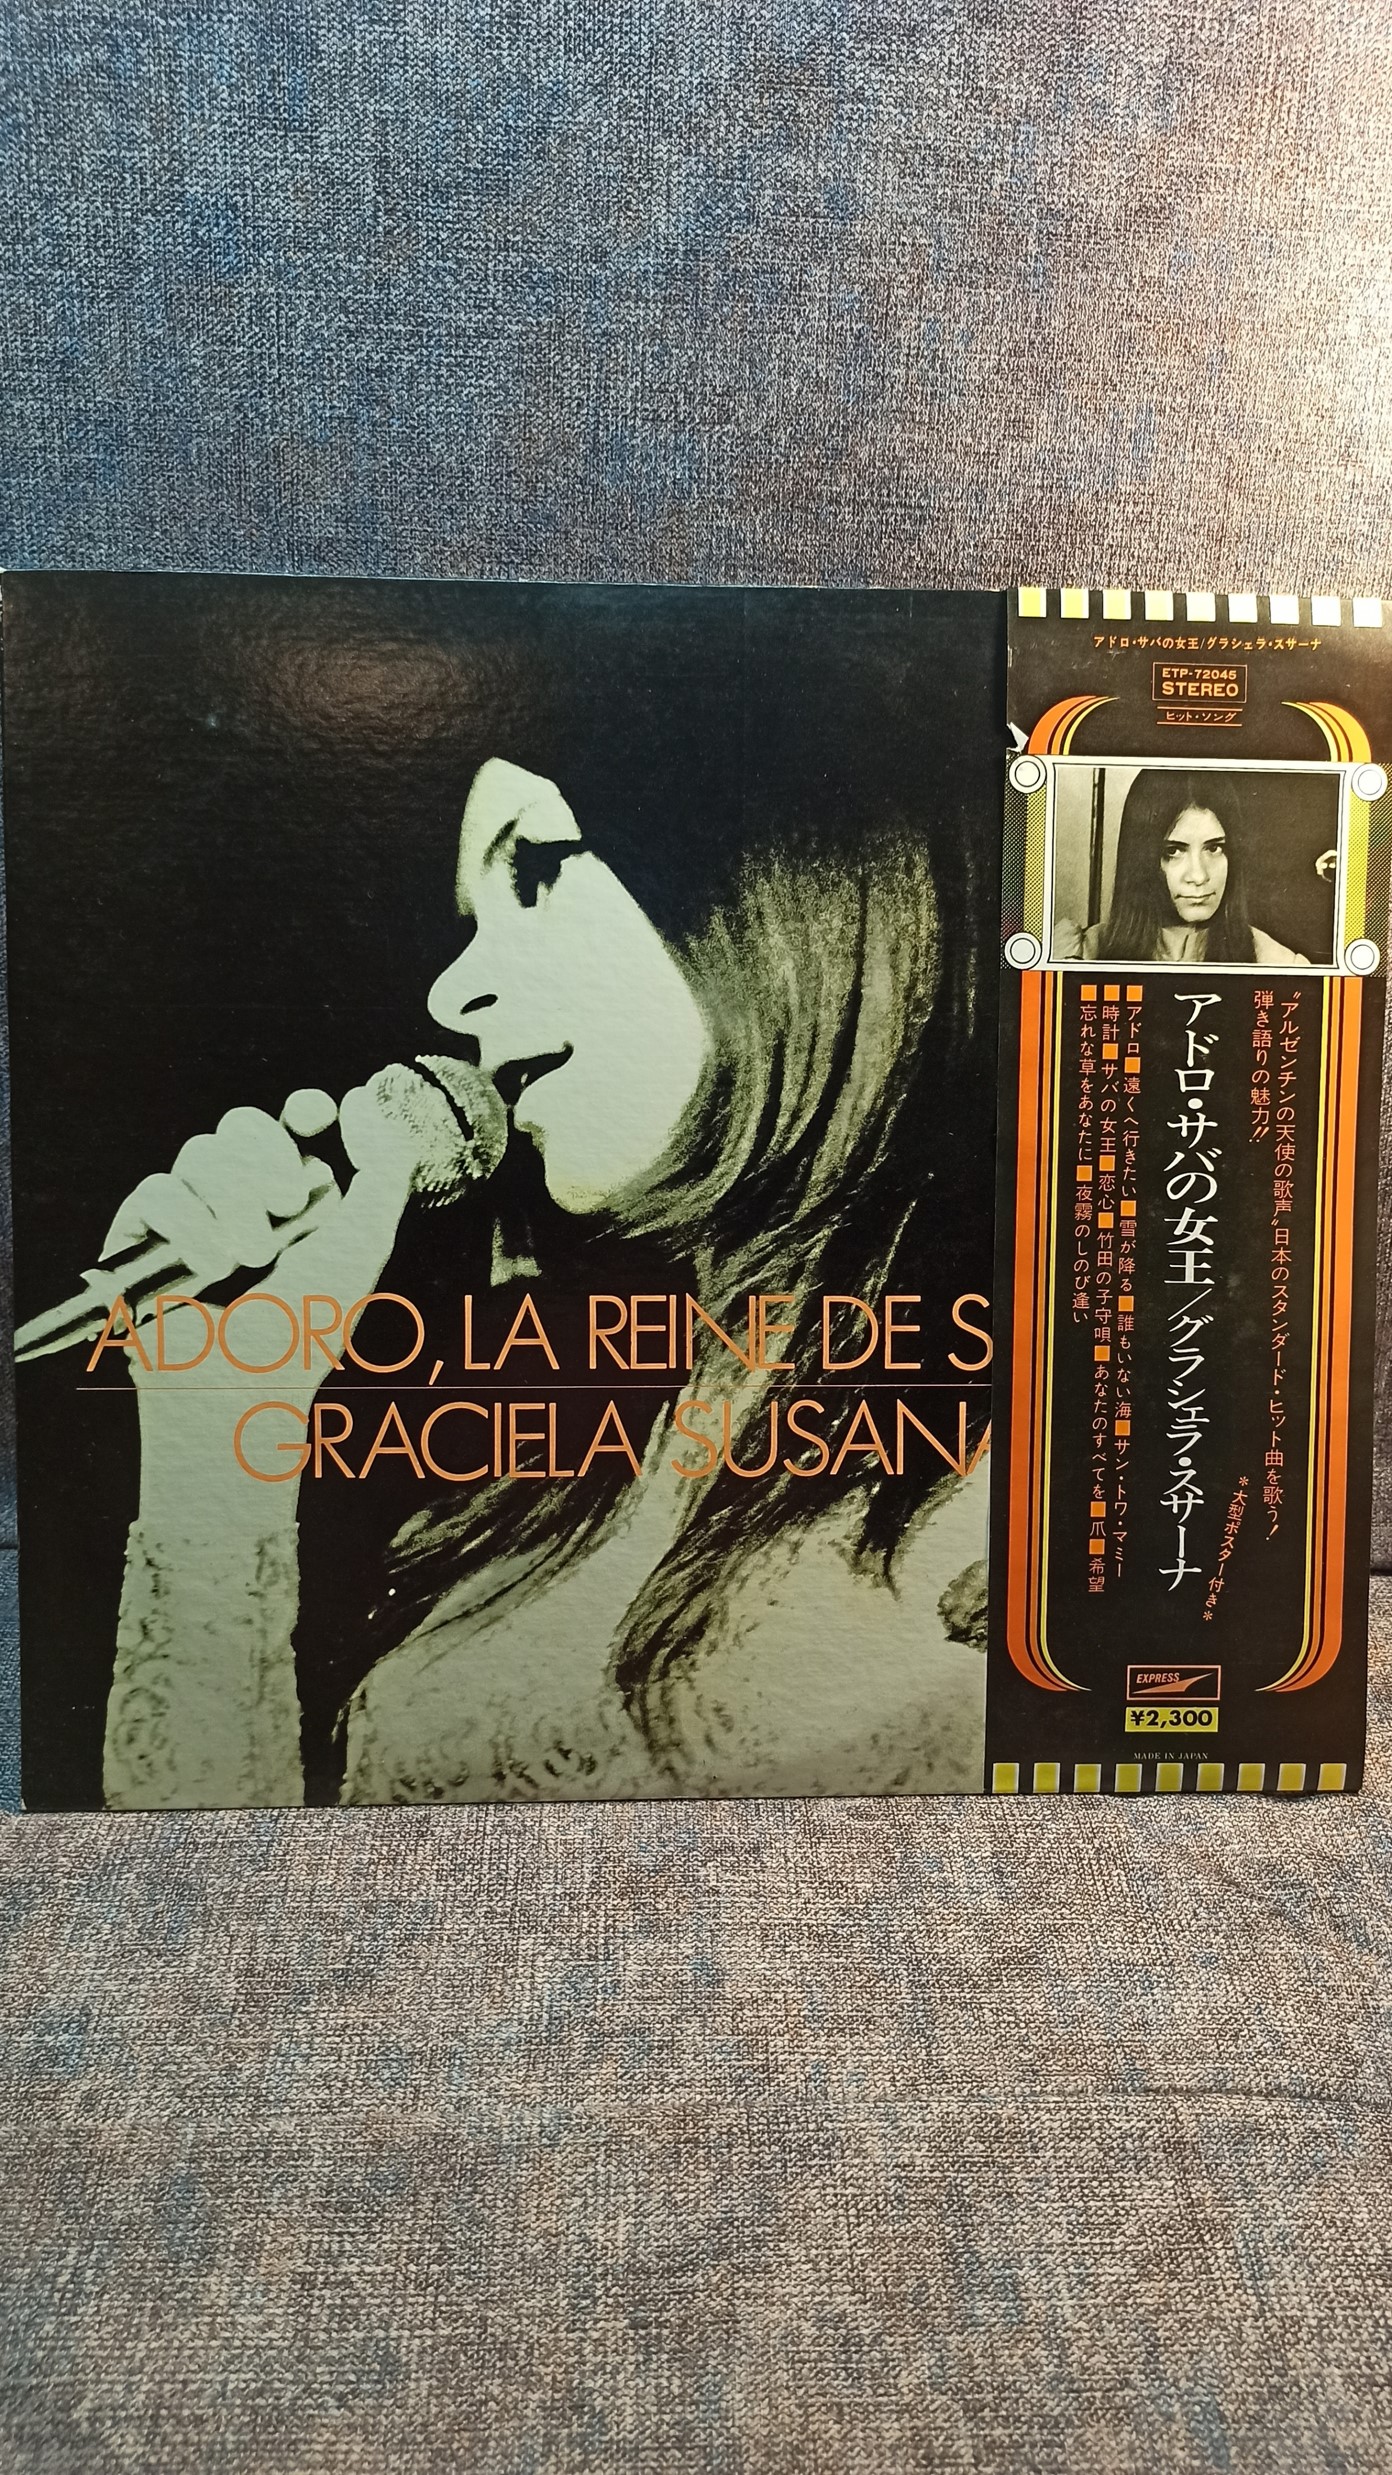 ADORO, LA REINE DE S
GRACIELA SUSANA
アドロ・サバの女王/グラシェラ・スサーナ
ETP-72045
STEREO
ヒット・ソング
"アルゼンチンの天使の歌声"日本のスタンダード・ヒット曲を歌う!
弾き語りの魅力!!
*大型ポスター付き*
アドロ・サバの女王/グラシェラ・スサーナ
■アドロ■遠くへ行きたい■雪が降る■誰もいない海■サン・トワ・マミー
■時計■サバの女王■恋心■竹田の子守唄■あなたのすべてを■爪■希望
■忘れな草をあなたに■夜霧のしのび逢い
EXPRESS
¥2,300
MADE IN JAPAN